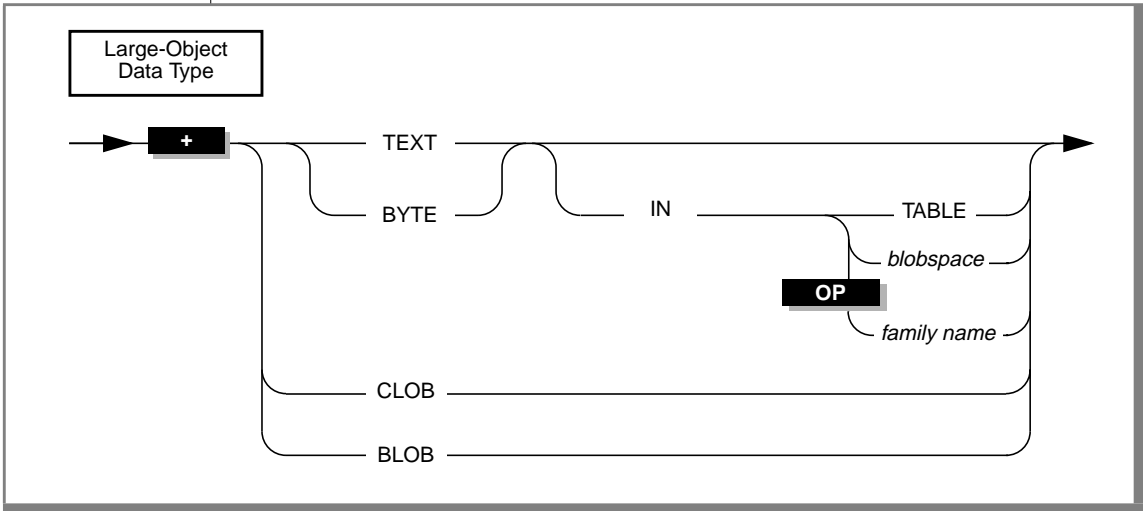 Large-Object
Data Type
+
TEXT
BYTE
IN
TABLE
blobspace
OP
family name
CLOB
BLOB